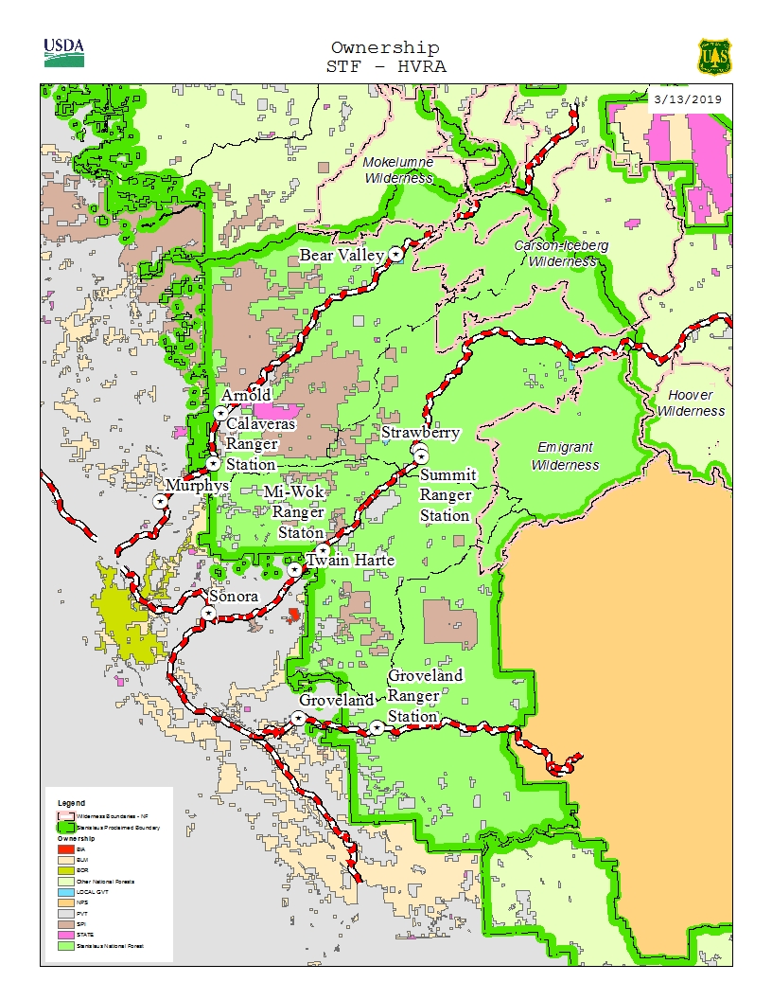 USDA
Ownership
STF - HVRA
UAS
3/13/2019
Mokelumne
Wilderness
Carson-Iceberg
Wilderness
Bear Valley
Hoover
Wilderness
Arnold
Calaveras
Ranger
Station
Strawberry
Emigrant
Wilderness
Summit
Ranger
Station
Murphys
Mi-Wok
Ranger
Staton
Twain Harte
Sonora
Groveland
Groveland
Ranger
Station
Legend
Wilderness Boundaries - NF
Stanislaus Proclaimed Boundary
Ownership
BIA
BLM
BOR
Other National Forests
LOCAL GVT
NPS
PVT
SPI
STATE
Stanislaus National Forest